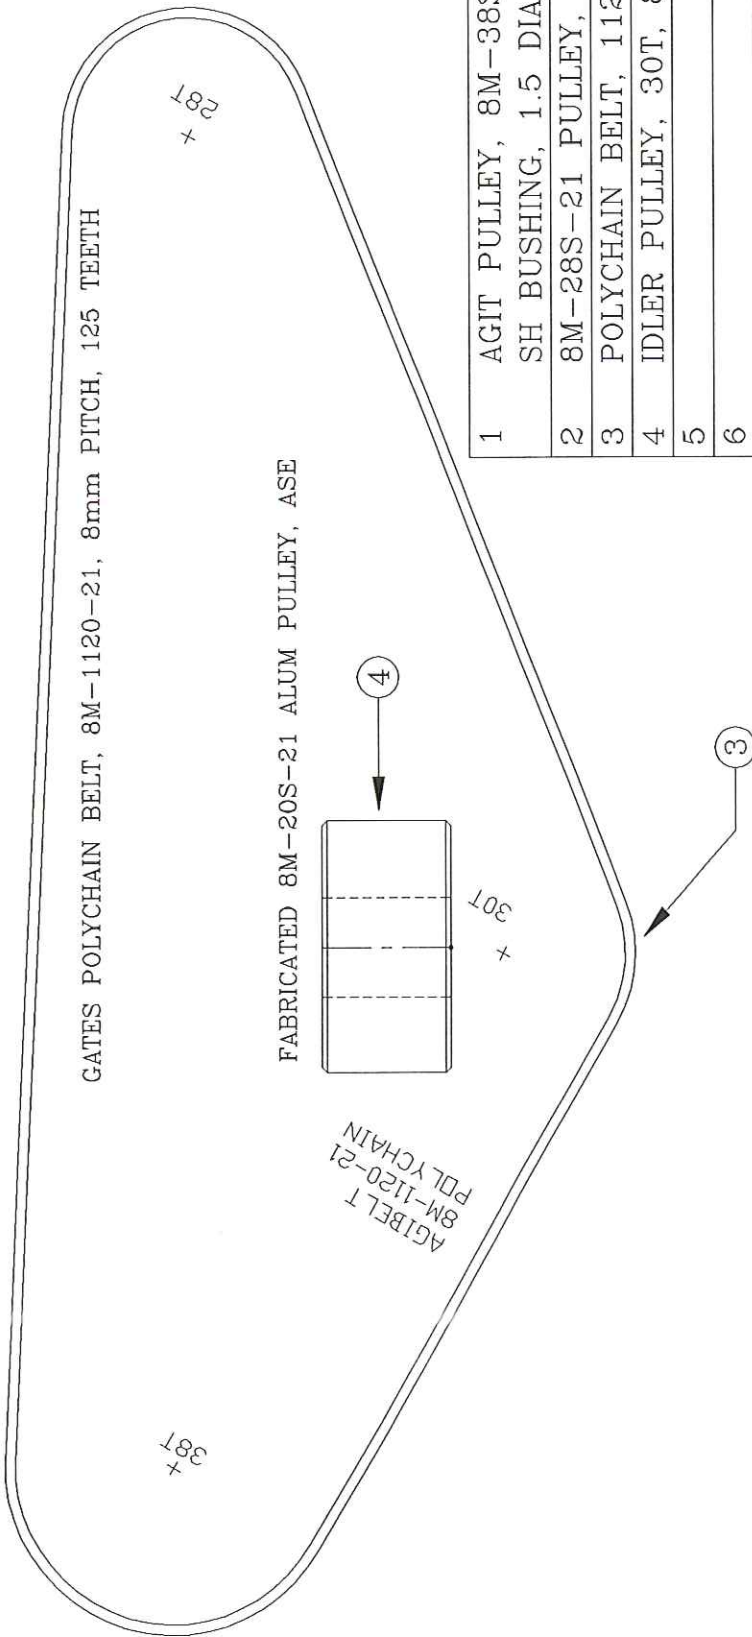 GATES POLYCHAIN BELT, 8M-1120-21, 8mm PITCH, 125 TEETH
28T
FABRICATED 8M-20S-21 ALUM PULLEY, ASE
4
30T
AGIBELT
8M-1120-21
POLYCHAIN
38T
3
1 AGIT PULLEY, 8M-38S
SH BUSHING, 1.5 DIA
2 8M-28S-21 PULLEY,
3 POLYCHAIN BELT, 112
4 IDLER PULLEY, 30T,
5
6